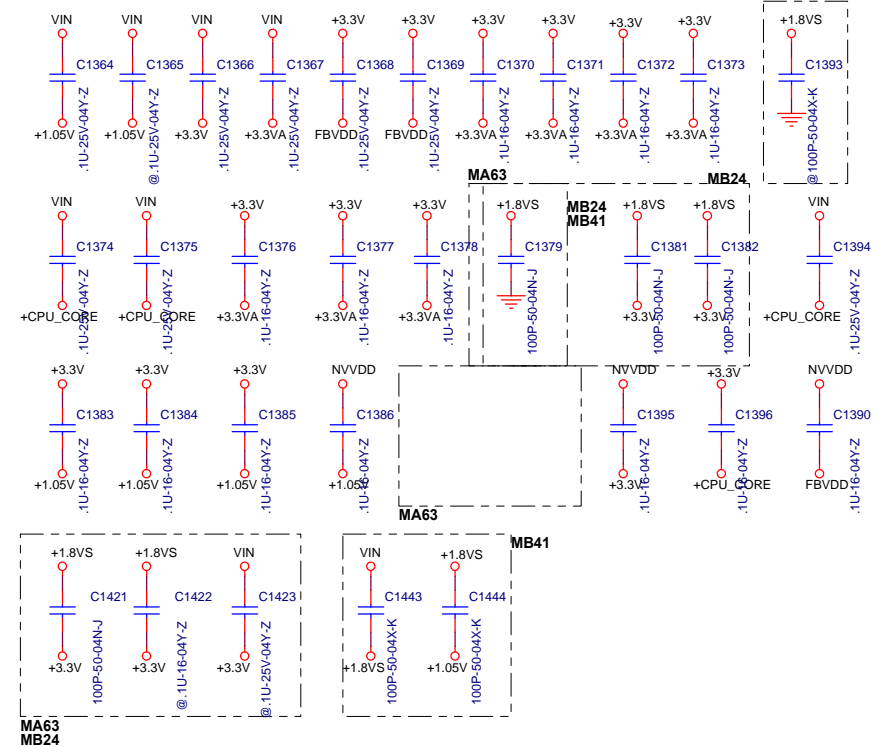 VIN VIN VIN VIN +3.3V +3.3V +3.3V +3.3V +3.3V +3.3V +1.8VS
C1364 C1365 C1366 C1367 C1368 C1369 C1370 C1371 C1372 C1373 C1393
.1U-25V-04Y-Z @.1U-25V-04Y-Z .1U-25V-04Y-Z .1U-25V-04Y-Z .1U-25V-04Y-Z .1U-25V-04Y-Z .1U-16-04Y-Z .1U-16-04Y-Z .1U-16-04Y-Z .1U-16-04Y-Z @100P-50-04X-K
+1.05V +1.05V +3.3V +3.3VA FBVDD FBVDD +3.3VA +3.3VA +3.3VA +3.3VA
MA63 MB24
VIN VIN +3.3V +3.3V +3.3V +1.8VS MB24 +1.8VS +1.8VS VIN
MB41
C1374 C1375 C1376 C1377 C1378 C1379 C1381 C1382 C1394
.1U-25V-04Y-Z .1U-25V-04Y-Z .1U-16-04Y-Z .1U-16-04Y-Z .1U-16-04Y-Z 100P-50-04N-J 100P-50-04N-J 100P-50-04N-J .1U-25V-04Y-Z
+CPU_CORE +CPU_CORE +3.3VA +3.3VA +3.3VA +3.3V +3.3V +CPU_CORE
+3.3V +3.3V +3.3V NVVDD NVVDD +3.3V NVVDD
C1383 C1384 C1385 C1386 C1395 C1396 C1390
.1U-16-04Y-Z .1U-16-04Y-Z .1U-16-04Y-Z .1U-16-04Y-Z .1U-16-04Y-Z .1U-16-04Y-Z .1U-16-04Y-Z
+1.05V +1.05V +1.05V +1.05V +3.3V +CPU_CORE FBVDD
MA63
MB41
+1.8VS +1.8VS VIN VIN +1.8VS
C1421 C1422 C1423 C1443 C1444
100P-50-04N-J @.1U-16-04Y-Z @.1U-25V-04Y-Z 100P-50-04X-K 100P-50-04X-K
+3.3V +3.3V +3.3V +1.8VS +1.05V
MA63
MB24